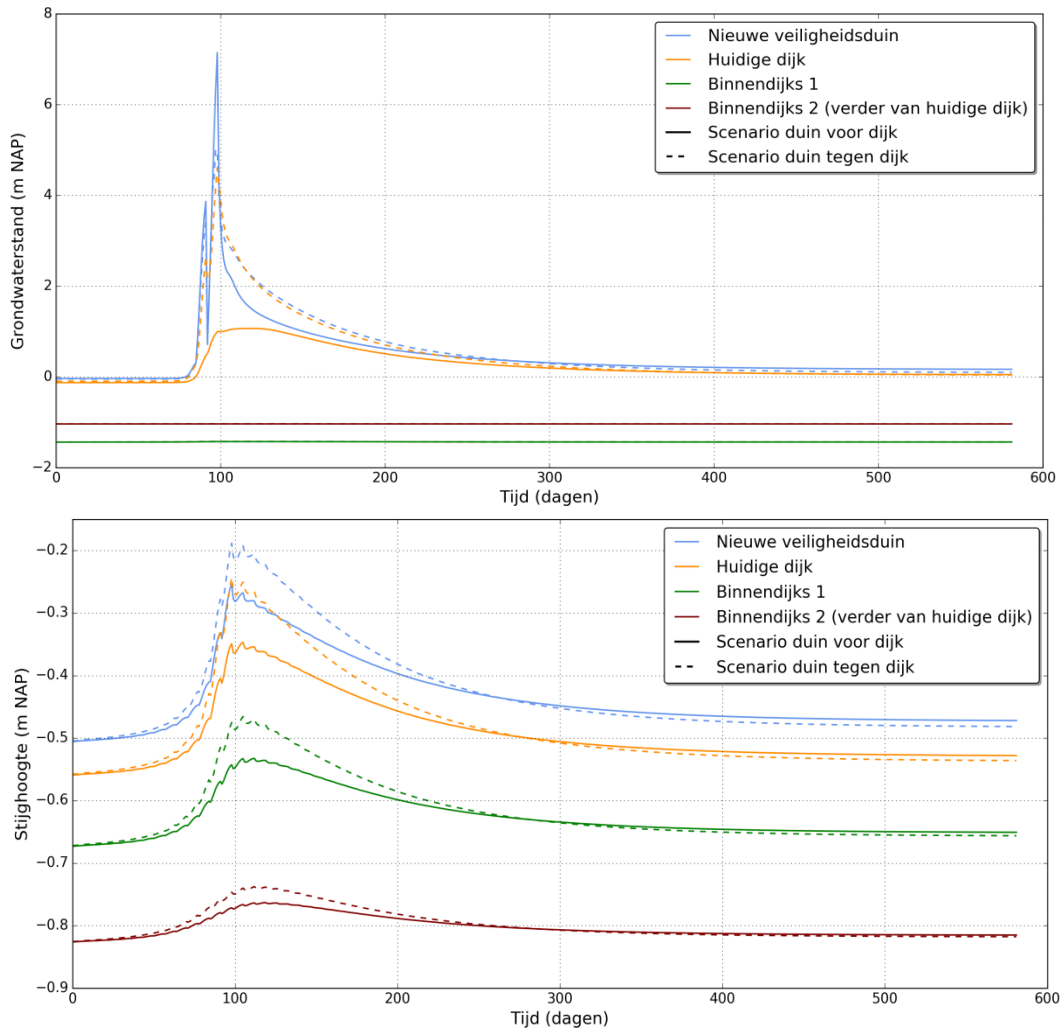 8
6
4
2
0
−2
Grondwaterstand (m NAP)
Nieuwe veiligheidsduin
Huidige dijk
Binnendijks 1
Binnendijks 2 (verder van huidige dijk)
Scenario duin voor dijk
Scenario duin tegen dijk
0 100 200 300 400 500 600
Tijd (dagen)
−0.2
−0.3
−0.4
−0.5
−0.6
−0.7
−0.8
−0.9
Stijghoogte (m NAP)
Nieuwe veiligheidsduin
Huidige dijk
Binnendijks 1
Binnendijks 2 (verder van huidige dijk)
Scenario duin voor dijk
Scenario duin tegen dijk
0 100 200 300 400 500 600
Tijd (dagen)